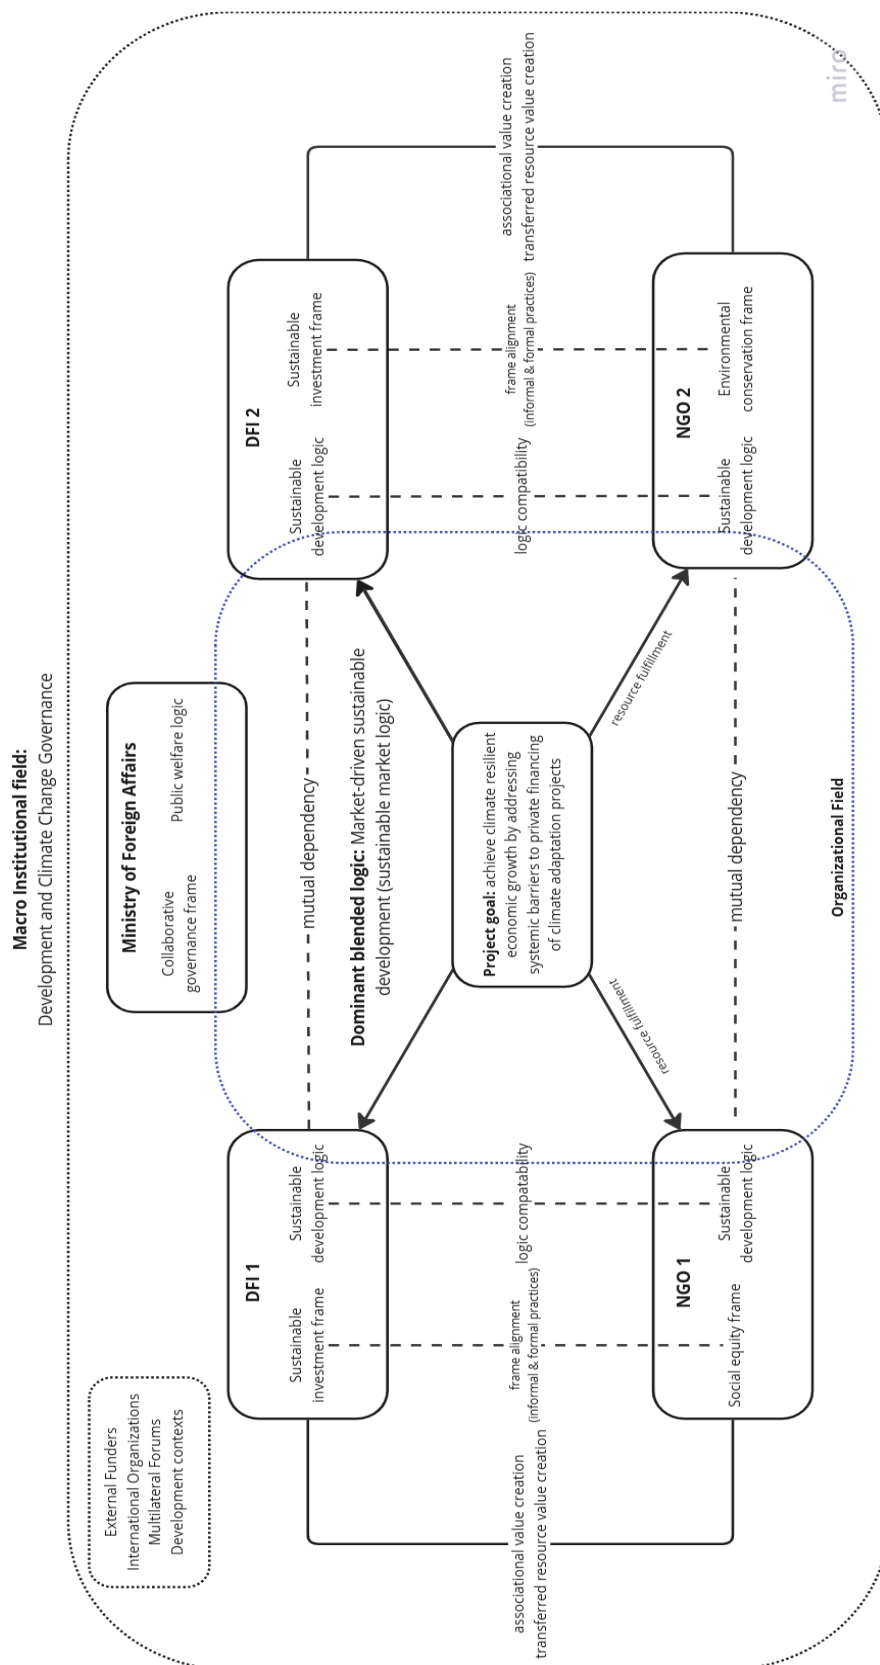 Macro Institutional field:
Development and Climate Change Governance
External Funders
International Organizations
Multilateral Forums
Development contexts
Ministry of Foreign Affairs
Collaborative
governance frame
Public welfare logic
DFI 1
Sustainable
investment frame
Sustainable
development logic
mutual dependency
DFI 2
Sustainable
development logic
Sustainable
investment frame
Dominant blended logic: Market-driven sustainable
development (sustainable market logic)
associational value creation
transferred resource value creation
frame alignment
(informal & formal practices)
logic compatability
Project goal: achieve climate resilient
economic growth by addressing
systemic barriers to private financing
of climate adaptation projects
logic compatibility
frame alignment
(informal & formal practices)
associational value creation
transferred resource value creation
resource fulfillment
resource fulfillment
NGO 1
Social equity frame
Sustainable
development logic
mutual dependency
NGO 2
Sustainable
development logic
Environmental
conservation frame
Organizational Field
miro